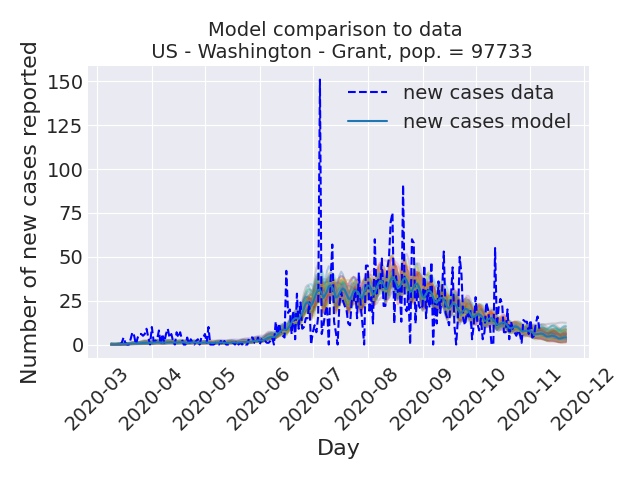 Model comparison to data
US - Washington - Grant, pop. = 97733
Number of new cases reported
150
125
100
75
50
25
0
new cases data
new cases model
2020-03
2020-04
2020-05
2020-06
2020-07
2020-08
2020-09
2020-10
2020-11
2020-12
Day